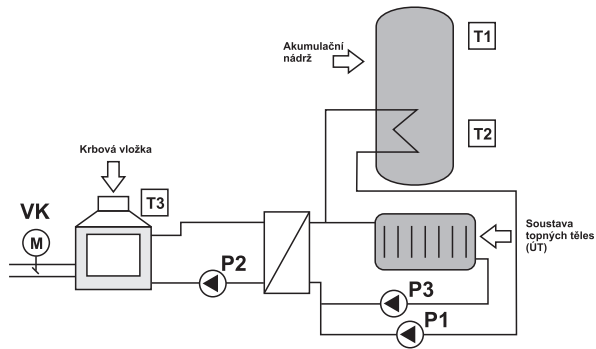 Akumulační
nádrž
T1
T2
Krbová vložka
T3
VK
M
Soustava
topných těles
(ÚT)
P2
P3
P1